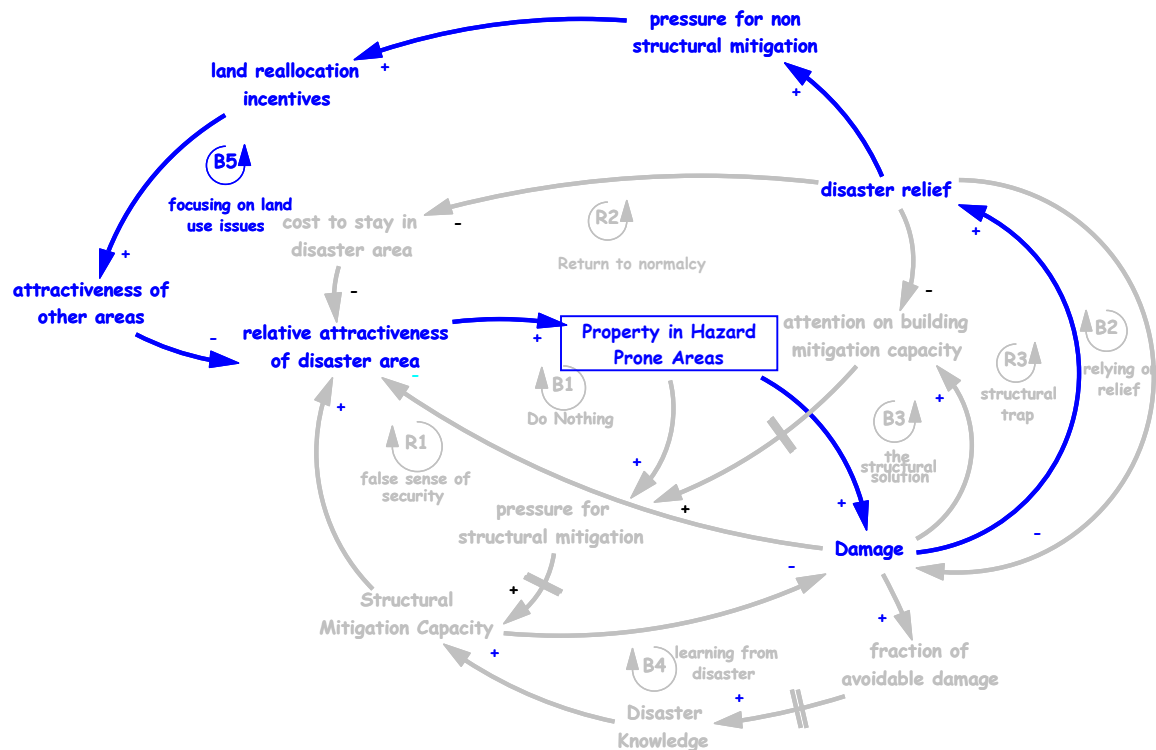 pressure for non
structural mitigation
+
land reallocation
incentives
+
B5
focusing on land
use issues
disaster relief
cost to stay in
disaster area
-
R2
Return to normalcy
+
+
attractiveness of
other areas
-
-
-
relative attractiveness
of disaster area
+
Property in Hazard
Prone Areas
attention on building
mitigation capacity
B2
relying on
relief
R3
structural
trap
-
B1
Do Nothing
+
+
B3
the
structural
solution
R1
false sense of
security
+
+
+
pressure for
structural mitigation
-
Damage
-
+
Structural
Mitigation Capacity
+
+
fraction of
avoidable damage
B4
learning from
disaster
+
Disaster
Knowledge